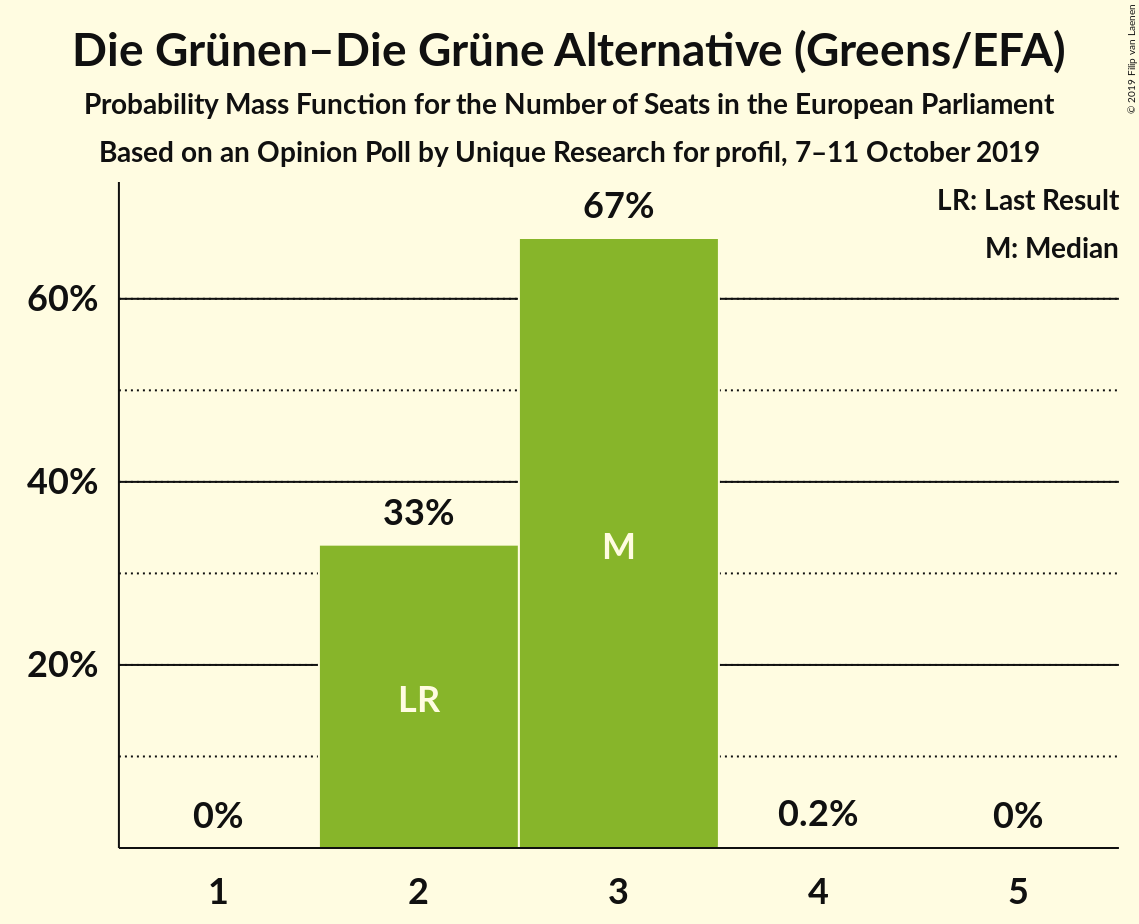 Die Grünen–Die Grüne Alternative (Greens/EFA)
Probability Mass Function for the Number of Seats in the European Parliament
Based on an Opinion Poll by Unique Research for profil, 7–11 October 2019
© 2019 Filip van Laenen
LR: Last Result
M: Median
67%
60%
40%
33%
M
20%
LR
0%
0.2%
0%
1
2
3
4
5